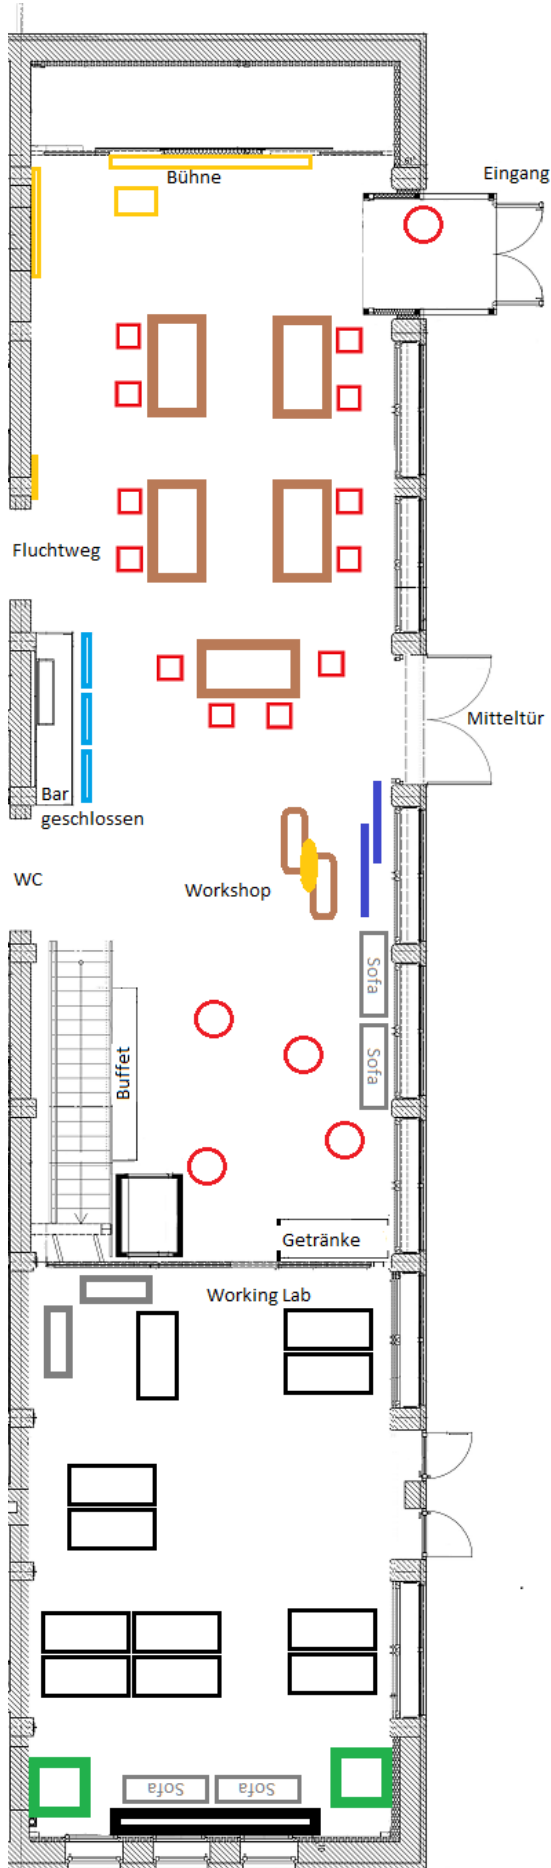 Eingang
Bühne
Fluchtweg
Mitteltür
Bar
geschlossen
WC
Workshop
Sofa
Sofa
Buffet
Getränke
Working Lab
Sofa
Sofa